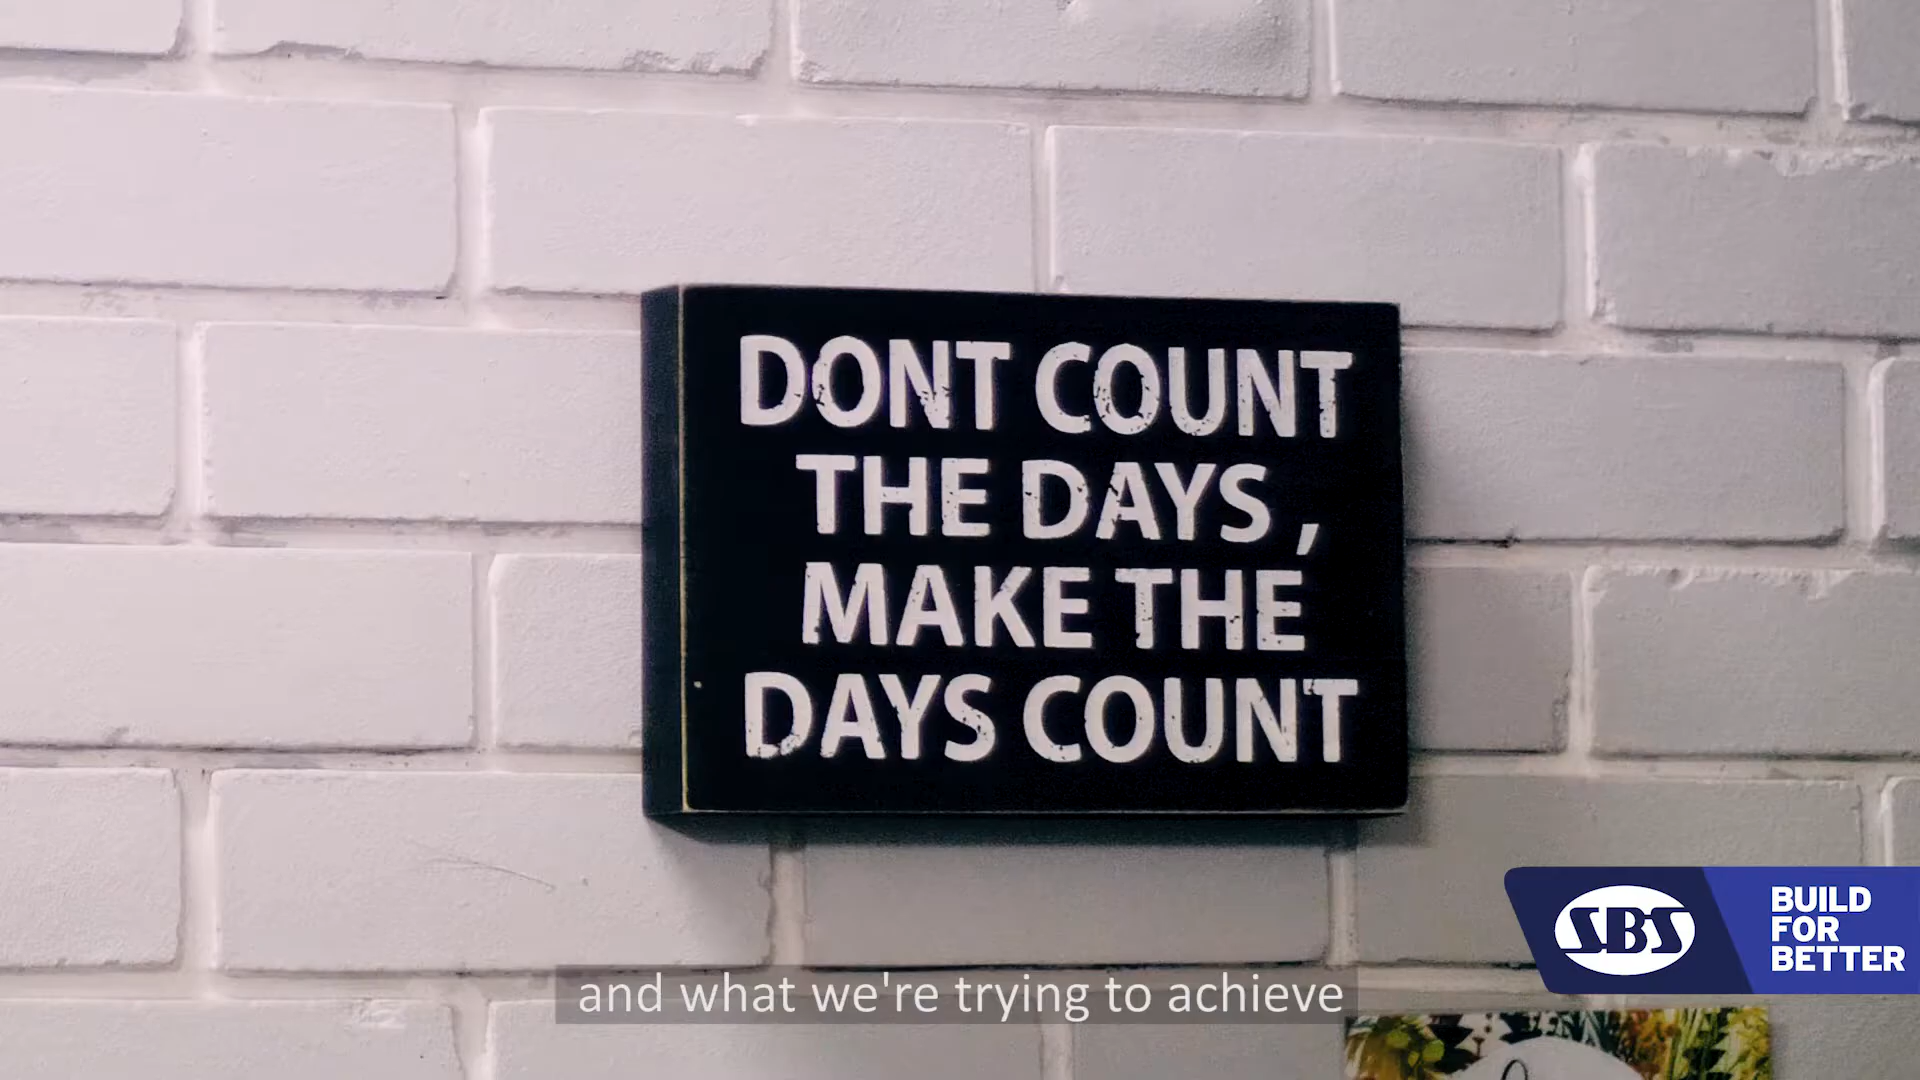 DONT COUNT
THE DAYS ,
MAKE THE
DAYS COUNT
SBS
BUILD
FOR
BETTER
and what we're trying to achieve